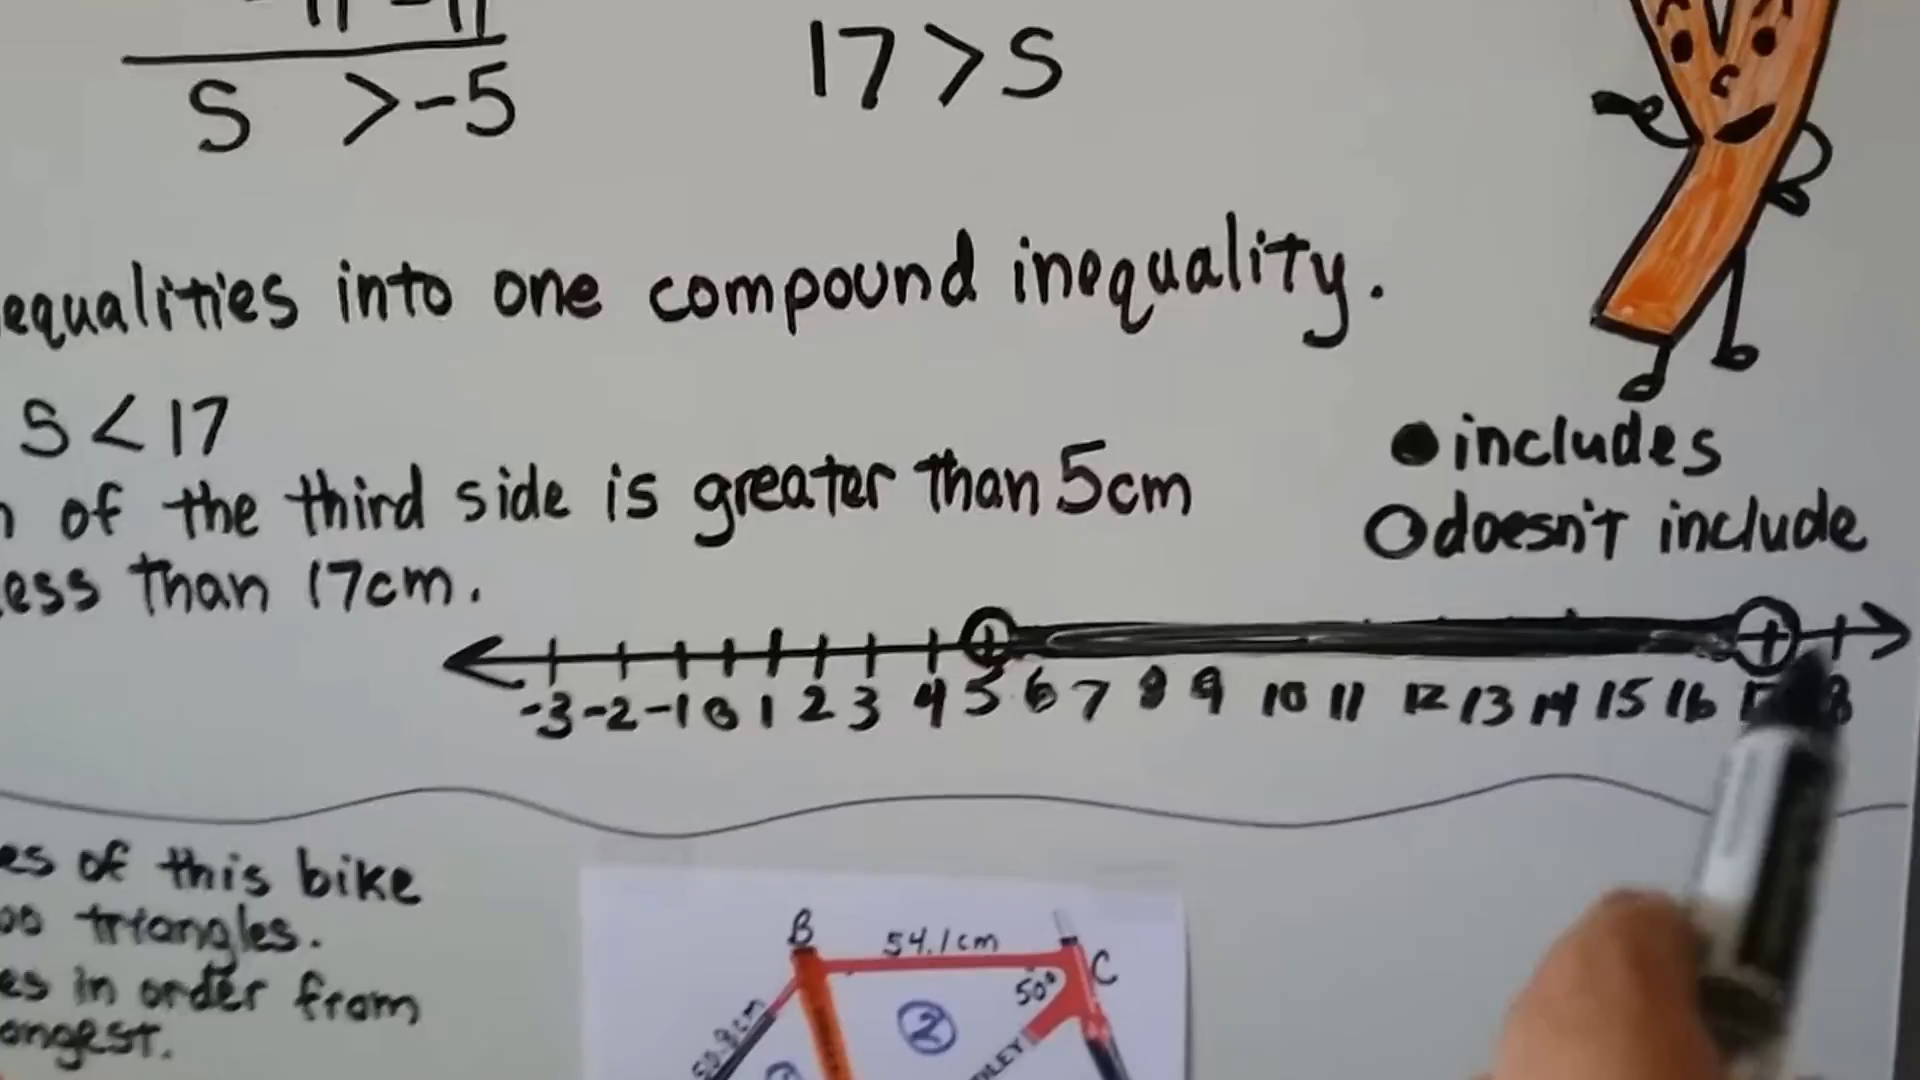 -11 -11
S >-5
17>S
equalities into one compound inequality.
S<17
of the third side is greater than 5cm
ess than 17cm.
includes
doesn't include
-3 -2 -1 0 1 2 3 4 5 6 7 8 9 10 11 12 13 14 15 16
es of this bike
triangles.
es in order from
ongest.
B
54.1cm
C
50°
2